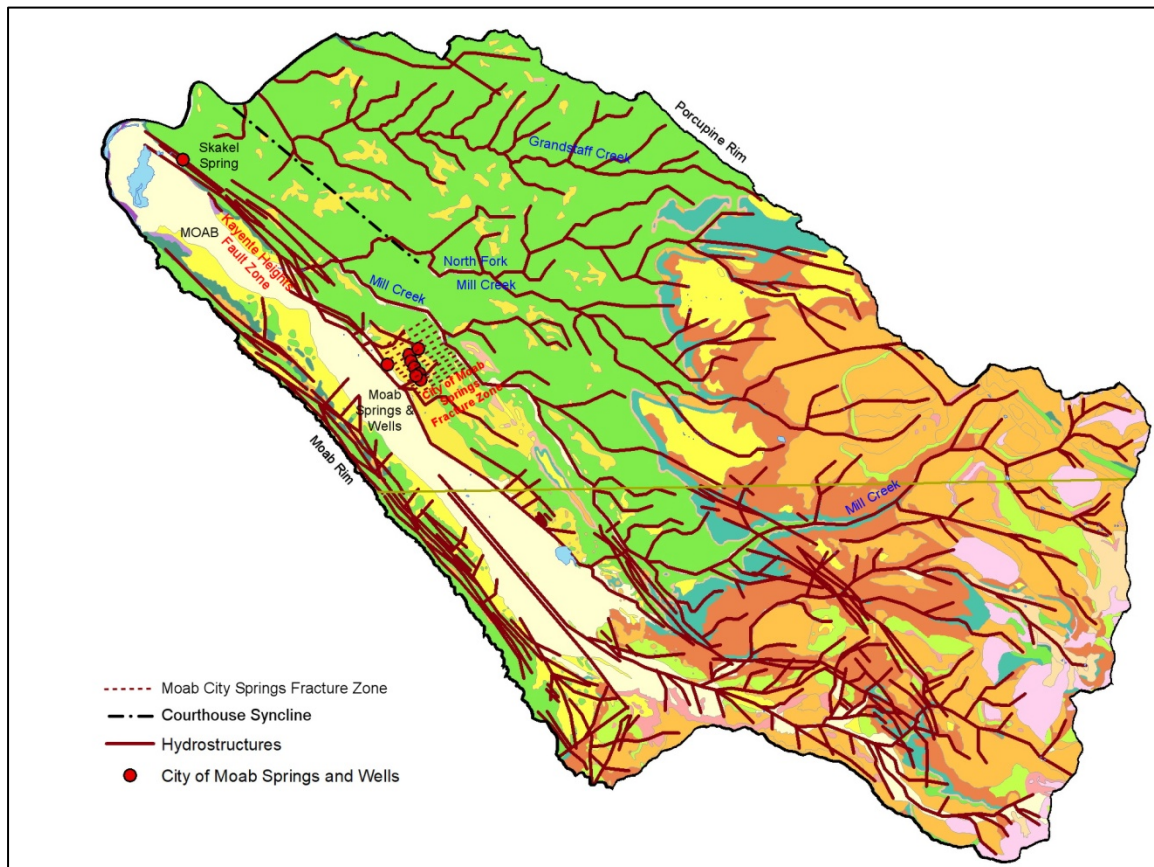 Porcupine Rim
Grandstaff Creek
Skakel
Spring
MOAB
Kayente Heights
Fault Zone
North Fork
Mill Creek
Mill Creek
City of Moab
Springs
Fracture Zone
Moab
Springs &
Wells
Moab Rim
Mill Creek
Moab City Springs Fracture Zone
Courthouse Syncline
Hydrostructures
City of Moab Springs and Wells